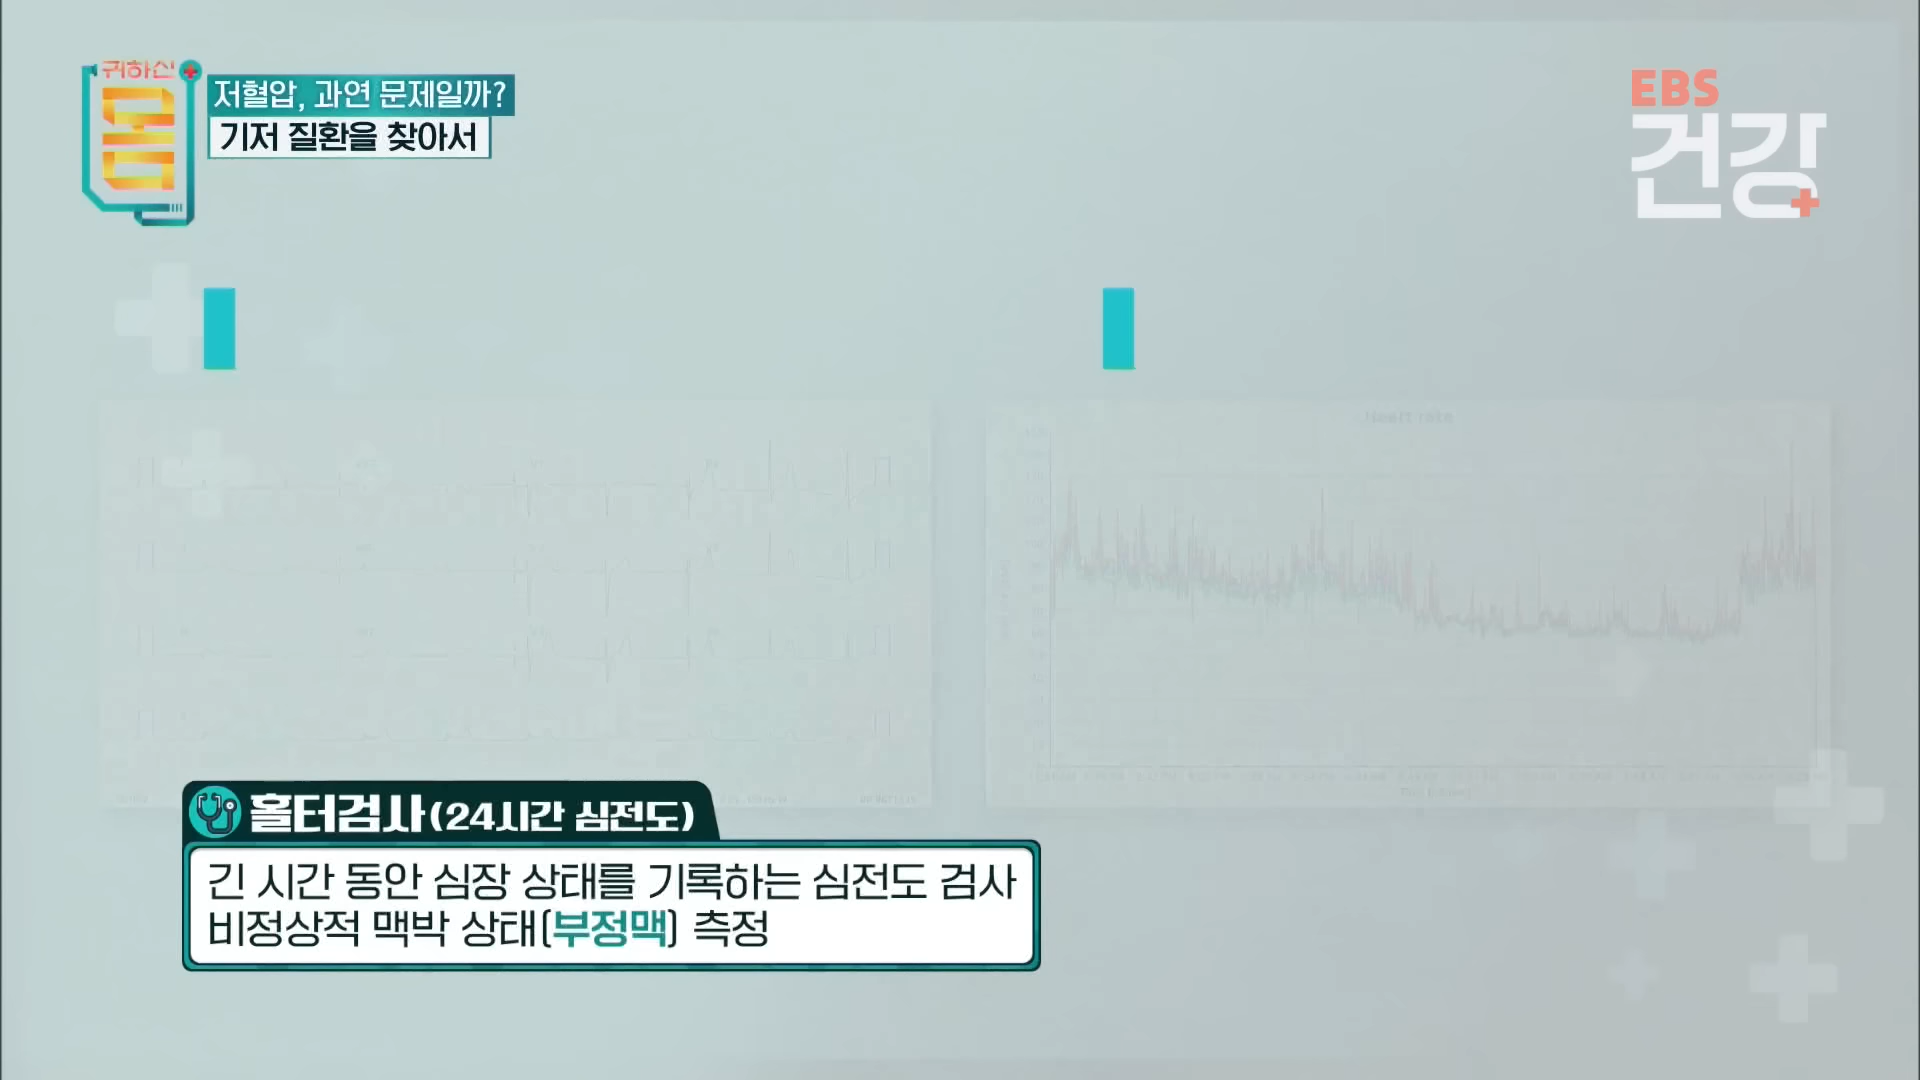 귀하신
몸
저혈압, 과연 문제일까?
기저 질환을 찾아서
EBS
건강
Heart rate
홀터검사(24시간 심전도)
긴 시간 동안 심장 상태를 기록하는 심전도 검사
비정상적 맥박 상태(부정맥) 측정